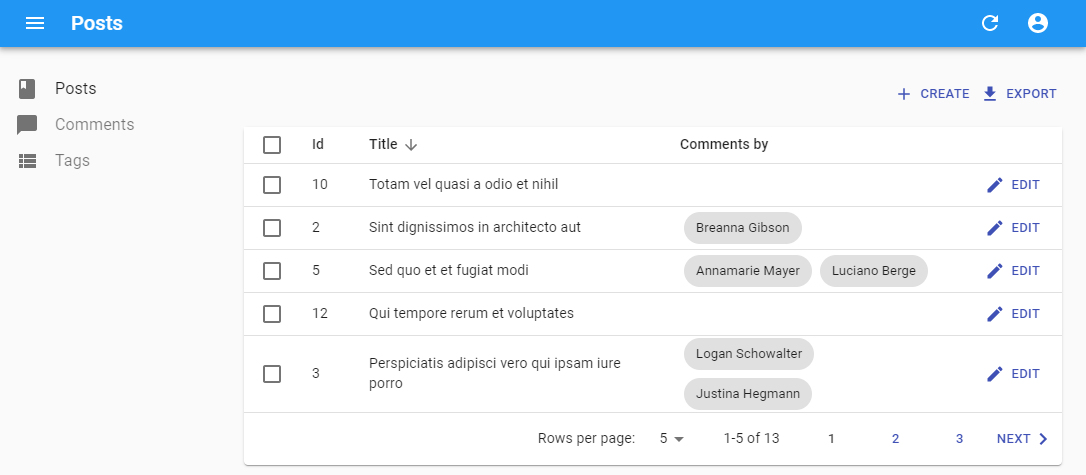 Posts
Posts
Comments
Tags
CREATE EXPORT
Id Title Comments by
10 Totam vel quasi a odio et nihil EDIT
2 Sint dignissimos in architecto aut Breanna Gibson EDIT
5 Sed quo et et fugiat modi Annamarie Mayer Luciano Berge EDIT
12 Qui tempore rerum et voluptates EDIT
3 Perspiciatis adipisci vero qui ipsam iure Logan Schowalter EDIT
porro Justina Hegmann
Rows per page: 5 1-5 of 13 1 2 3 NEXT